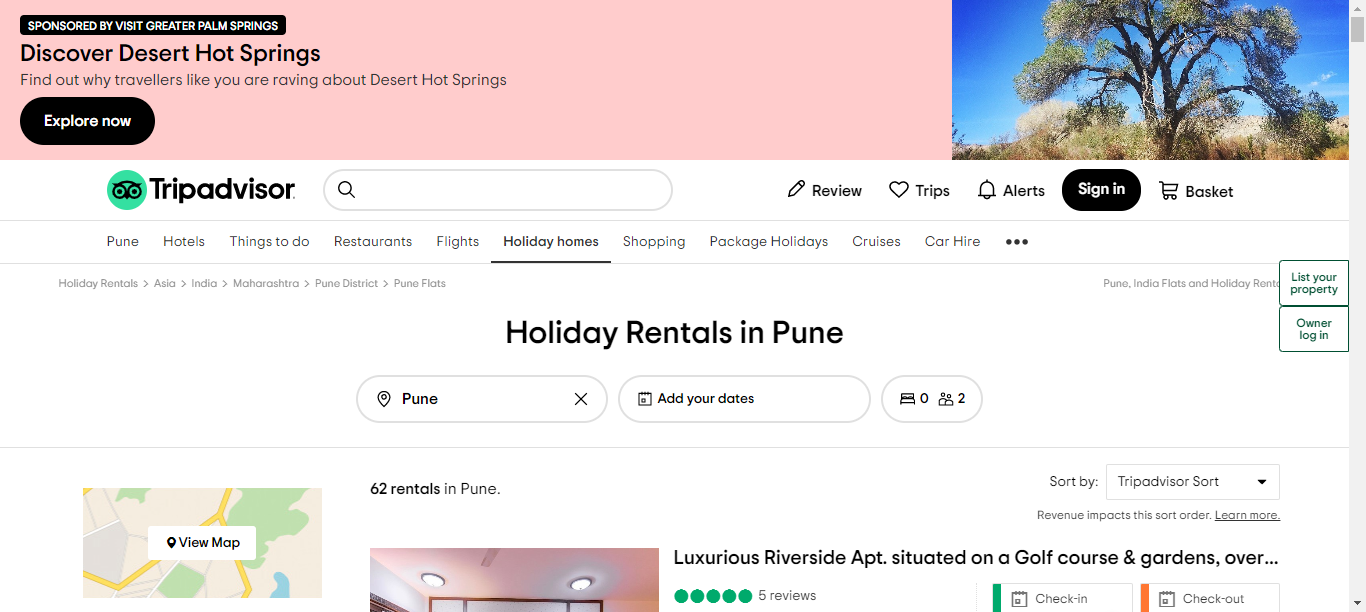 SPONSORED BY VISIT GREATER PALM SPRINGS
Discover Desert Hot Springs
Find out why travellers like you are raving about Desert Hot Springs
Explore now
Tripadvisor
Review
Trips
Alerts
Sign in
Basket
Pune Hotels Things to do Restaurants Flights Holiday homes Shopping Package Holidays Cruises Car Hire •••
Holiday Rentals > Asia > India > Maharashtra > Pune District > Pune Flats
Pune, India Flats and Holiday Renta
List your
property
Owner
log in
Holiday Rentals in Pune
Pune
Add your dates
0 2
View Map
62 rentals in Pune.
Sort by: Tripadvisor Sort
Revenue impacts this sort order. Learn more.
Luxurious Riverside Apt. situated on a Golf course & gardens, over...
5 reviews
Check-in
Check-out